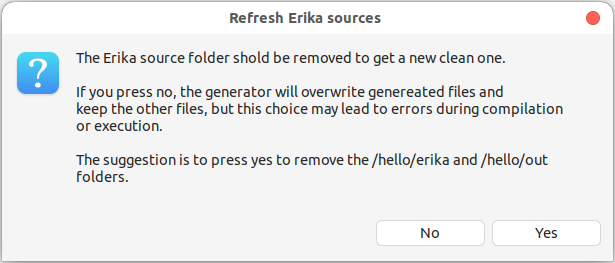 Refresh Erika sources
The Erika source folder shold be removed to get a new clean one.
If you press no, the generator will overwrite genereated files and
keep the other files, but this choice may lead to errors during compilation
or execution.
The suggestion is to press yes to remove the /hello/erika and /hello/out
folders.
No
Yes